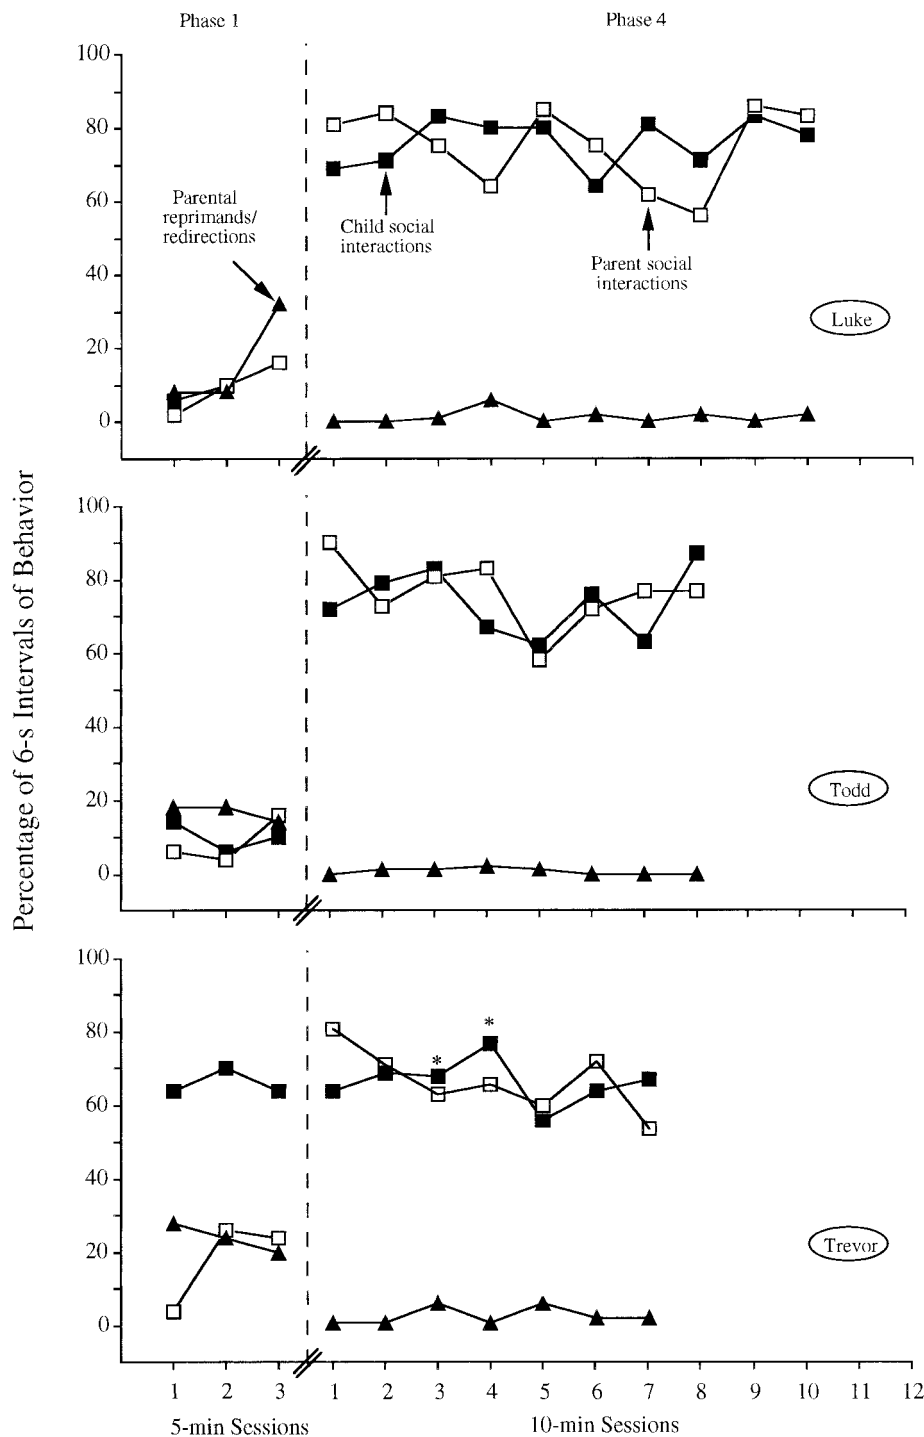 Phase 1
Phase 4
100
80
60
40
20
0
Parental
reprimands/
redirections
Child social
interactions
Parent social
interactions
Luke
Percentage of 6-s Intervals of Behavior
100
80
60
40
20
0
Todd
100
80
60
40
20
0
*
*
Trevor
1 2 3 1 2 3 4 5 6 7 8 9 10 11 12
5-min Sessions
10-min Sessions